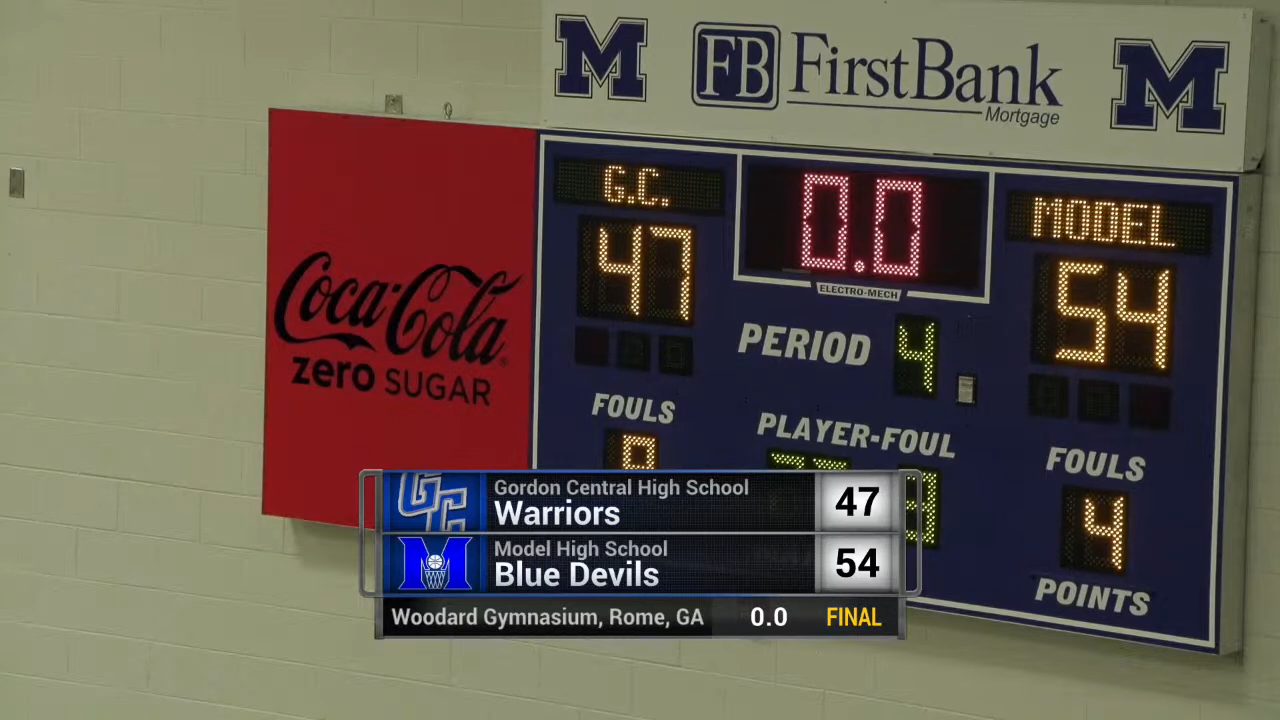 M FB FirstBank M
Mortgage
G.C. 0.0 MODEL
47 54
ELECTRO-MECH
PERIOD 4
Coca-Cola
zero SUGAR
FOULS PLAYER-FOUL FOULS
4
POINTS
GC Gordon Central High School
Warriors 47
M Model High School
Blue Devils 54
Woodard Gymnasium, Rome, GA 0.0 FINAL